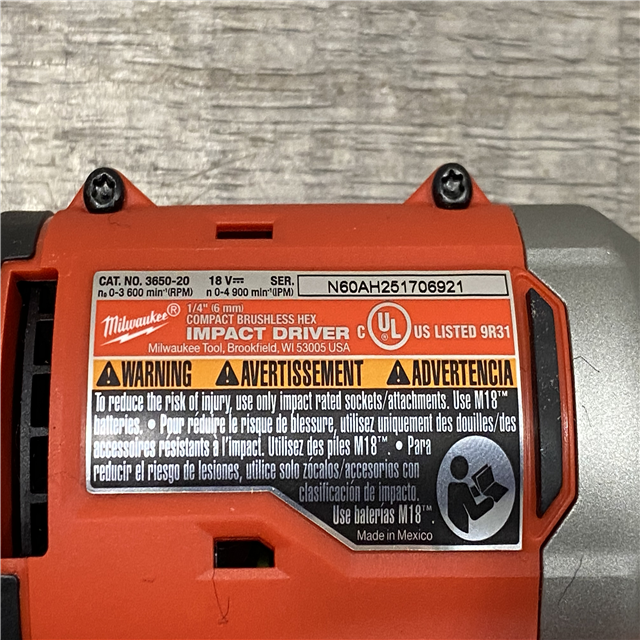 CAT. NO. 3650-20 18 V⎓ SER. N60AH251706921
n₀ 0-3 600 min⁻¹(RPM) n 0-4 900 min⁻¹(IPM)
Milwaukee®
1/4" (6 mm)
COMPACT BRUSHLESS HEX
IMPACT DRIVER
Milwaukee Tool, Brookfield, WI 53005 USA
C UL US LISTED 9R31
WARNING AVERTISSEMENT ADVERTENCIA
To reduce the risk of injury, use only impact rated sockets/attachments. Use M18™
batteries. • Pour réduire le risque de blessure, utilisez uniquement des douilles/des
accessoires résistants à l'impact. Utilisez des piles M18™. • Para
reducir el riesgo de lesiones, utilice solo zócalos/accesorios con
clasificación de impacto.
Use baterías M18™.
Made in Mexico